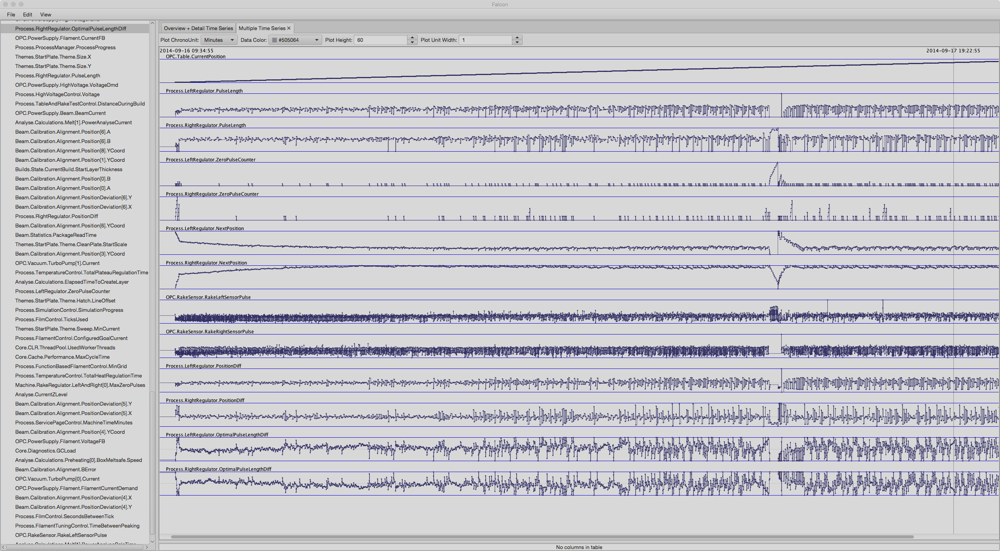 Falcon
File Edit View
Process.RightRegulator.OptimalPulseLengthDiff
OPC.PowerSupply.Filament.CurrentFB
Process.ProcessManager.ProcessProgress
Themes.StartPlate.Theme.Size.X
Themes.StartPlate.Theme.Size.Y
Process.RightRegulator.PulseLength
OPC.PowerSupply.HighVoltage.VoltageDmd
Process.HighVoltageControl.Voltage
Process.TableAndRakeTestControl.DistanceDuringBuild
OPC.PowerSupply.Beam.BeamCurrent
Analyse.Calculations.Melt[1].PowerAnalyseCurrent
Beam.Calibration.Alignment.Position[6].A
Beam.Calibration.Alignment.Position[6].B
Beam.Calibration.Alignment.Position[8].YCoord
Beam.Calibration.Alignment.Position[1].YCoord
Builds.State.CurrentBuild.StartLayerThickness
Beam.Calibration.Alignment.Position[0].B
Beam.Calibration.Alignment.Position[0].A
Beam.Calibration.Alignment.PositionDeviation[6].Y
Beam.Calibration.Alignment.PositionDeviation[6].X
Process.RightRegulator.PositionDiff
Beam.Calibration.Alignment.Position[6].YCoord
Beam.Statistics.PackageReadTime
Themes.StartPlate.Theme.CleanPlate.StartScale
Beam.Calibration.Alignment.Position[3].YCoord
OPC.Vacuum.TurboPump[1].Current
Process.TemperatureControl.TotalPlateauRegulationTime
Analyse.Calculations.ElapsedTimeToCreateLayer
Process.LeftRegulator.ZeroPulseCounter
Themes.StartPlate.Theme.Hatch.LineOffset
Process.SimulationControl.SimulationProgress
Process.FilmControl.TicksUsed
Themes.StartPlate.Theme.Sweep.MinCurrent
Process.FilamentControl.ConfiguredGoalCurrent
Core.CLR.ThreadPool.UsedWorkerThreads
Core.Cache.Performance.MaxCycleTime
Process.FunctionBasedFilamentControl.MinGrid
Process.TemperatureControl.TotalHeatRegulationTime
Machine.RakeRegulator.LeftAndRight[0].MaxZeroPulses
Analyse.CurrentZLevel
Beam.Calibration.Alignment.PositionDeviation[5].Y
Beam.Calibration.Alignment.PositionDeviation[5].X
Process.ServicePageControl.MachineTimeMinutes
Beam.Calibration.Alignment.Position[4].YCoord
OPC.PowerSupply.Filament.VoltageFB
Core.Diagnostics.GCLoad
Analyse.Calculations.Preheating[0].BoxMeltsafe.Speed
Beam.Calibration.Alignment.BError
OPC.Vacuum.TurboPump[0].Current
OPC.PowerSupply.Filament.FilamentCurrentDemand
Beam.Calibration.Alignment.PositionDeviation[4].X
Beam.Calibration.Alignment.PositionDeviation[4].Y
Process.FilmControl.SecondsBetweenTick
Process.FilamentTuningControl.TimeBetweenPeaking
OPC.RakeSensor.RakeLeftSensorPulse
Overview + Detail Time Series Multiple Time Series
Plot ChronoUnit: Minutes Data Color: #505064 Plot Height: 60 Plot Unit Width: 1
2014-09-16 09:34:55 2014-09-17 19:22:55
OPC.Table.CurrentPosition
Process.LeftRegulator.PulseLength
Process.RightRegulator.PulseLength
Process.LeftRegulator.ZeroPulseCounter
Process.RightRegulator.ZeroPulseCounter
Process.LeftRegulator.NextPosition
Process.RightRegulator.NextPosition
OPC.RakeSensor.RakeLeftSensorPulse
OPC.RakeSensor.RakeRightSensorPulse
Process.LeftRegulator.PositionDiff
Process.RightRegulator.PositionDiff
Process.LeftRegulator.OptimalPulseLengthDiff
Process.RightRegulator.OptimalPulseLengthDiff
No columns in table